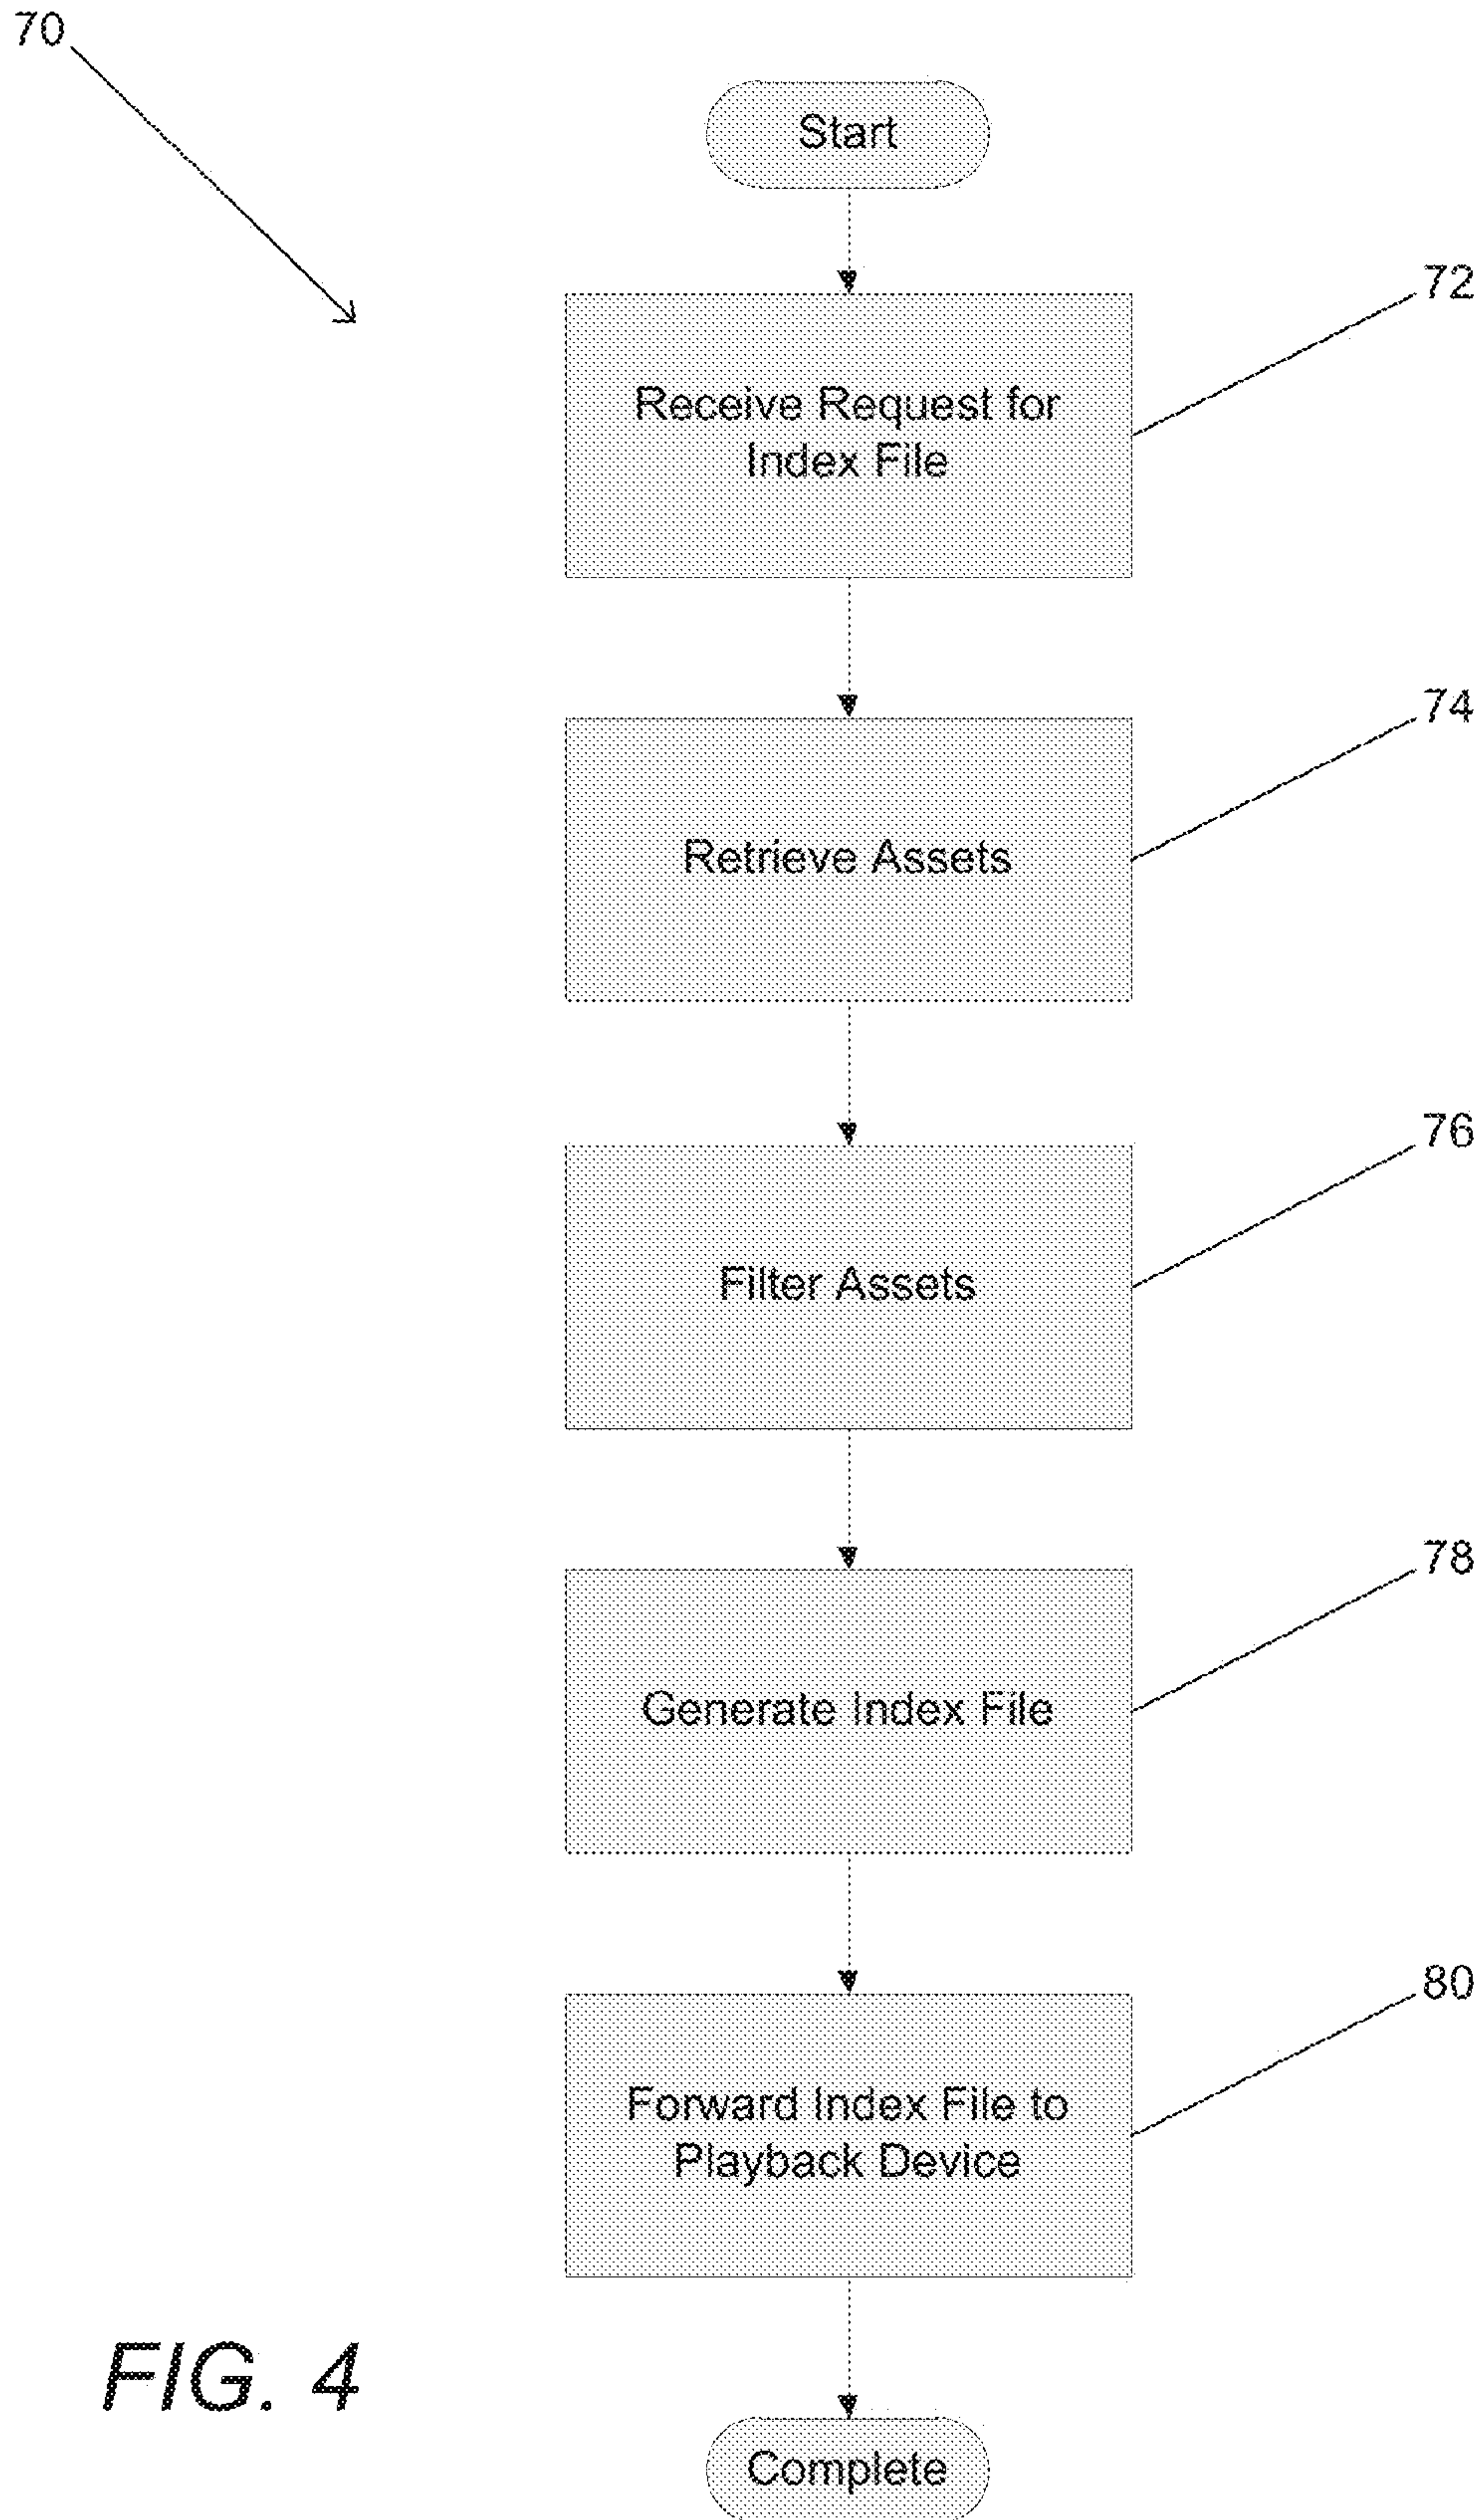 70
Start
72
Receive Request for
Index File
74
Retrieve Assets
76
Filter Assets
78
Generate Index File
80
Forward Index File to
Playback Device
FIG. 4
Complete